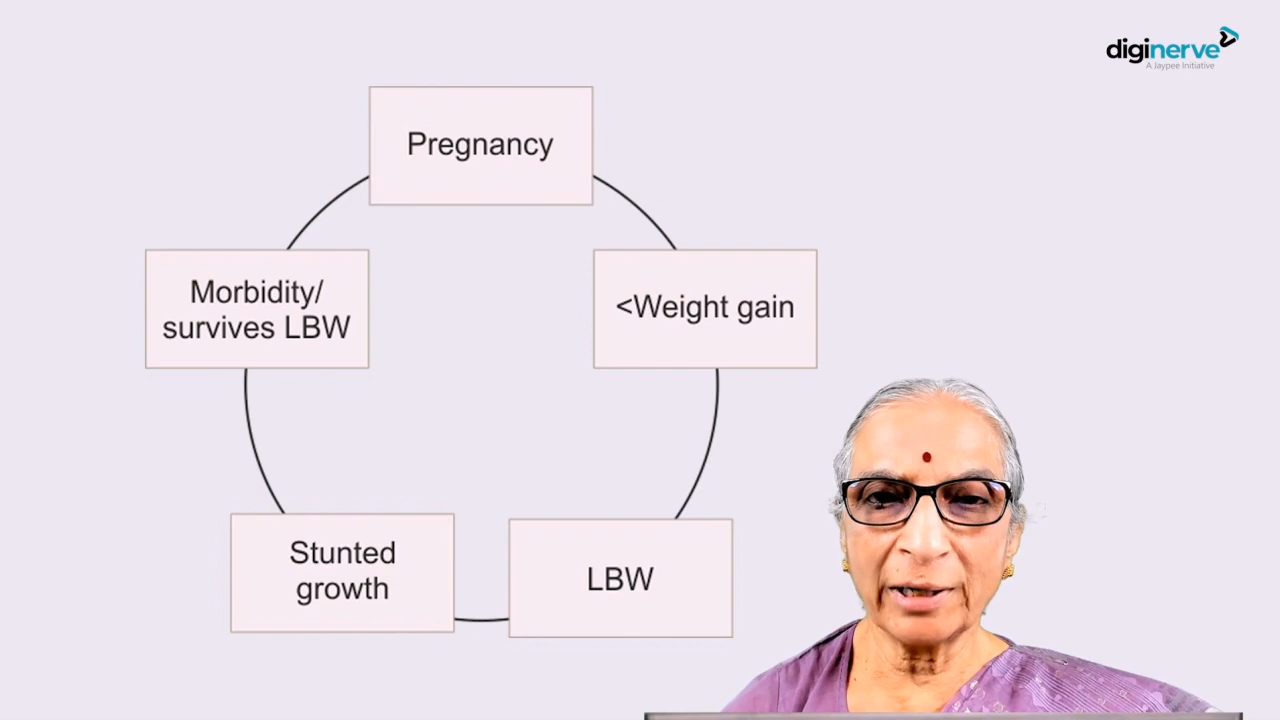 diginerve
A Jaypee Initiative
Pregnancy
Morbidity/
survives LBW
<Weight gain
Stunted
growth
LBW